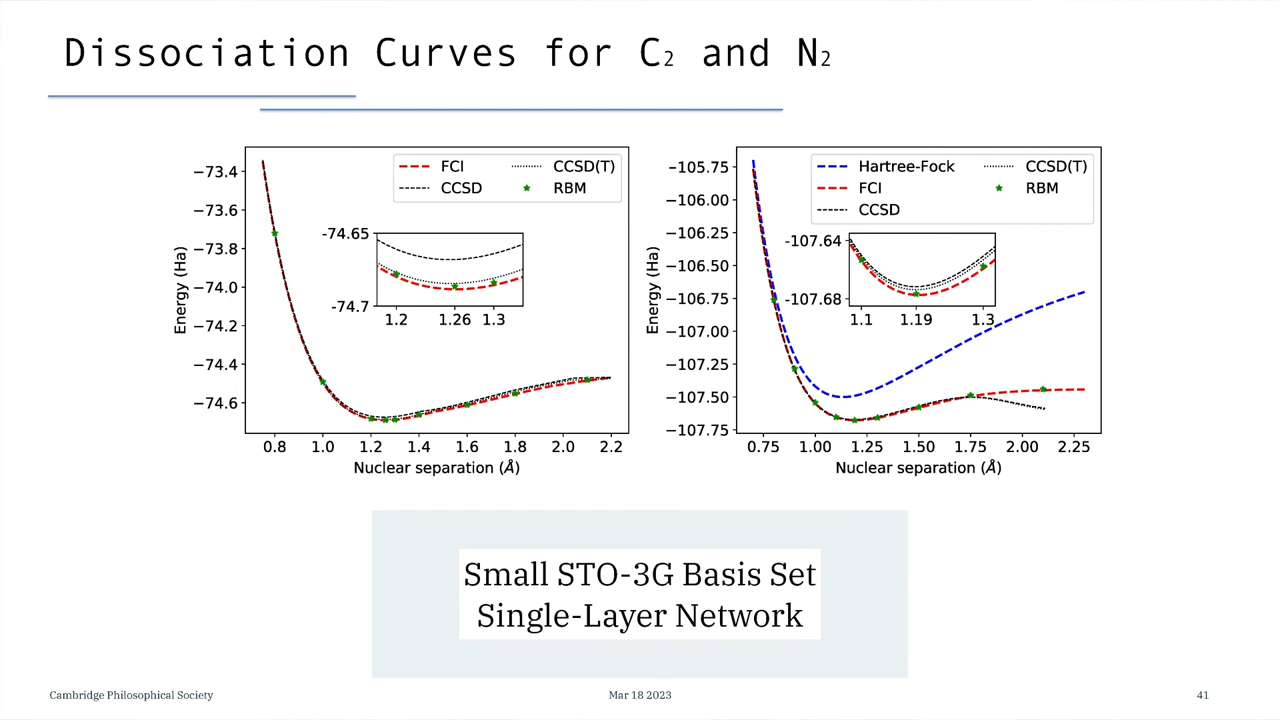 Dissociation Curves for C₂ and N₂
−73.4
−73.6
−73.8
−74.0
−74.2
−74.4
−74.6
Energy (Ha)
FCI
CCSD
CCSD(T)
RBM
-74.65
-74.7
1.2
1.26
1.3
0.8
1.0
1.2
1.4
1.6
1.8
2.0
2.2
Nuclear separation (Å)
−105.75
−106.00
−106.25
−106.50
−106.75
−107.00
−107.25
−107.50
−107.75
Energy (Ha)
Hartree-Fock
FCI
CCSD
CCSD(T)
RBM
-107.64
-107.68
1.1
1.19
1.3
0.75
1.00
1.25
1.50
1.75
2.00
2.25
Nuclear separation (Å)
Small STO-3G Basis Set
Single-Layer Network
Cambridge Philosophical Society
Mar 18 2023
41